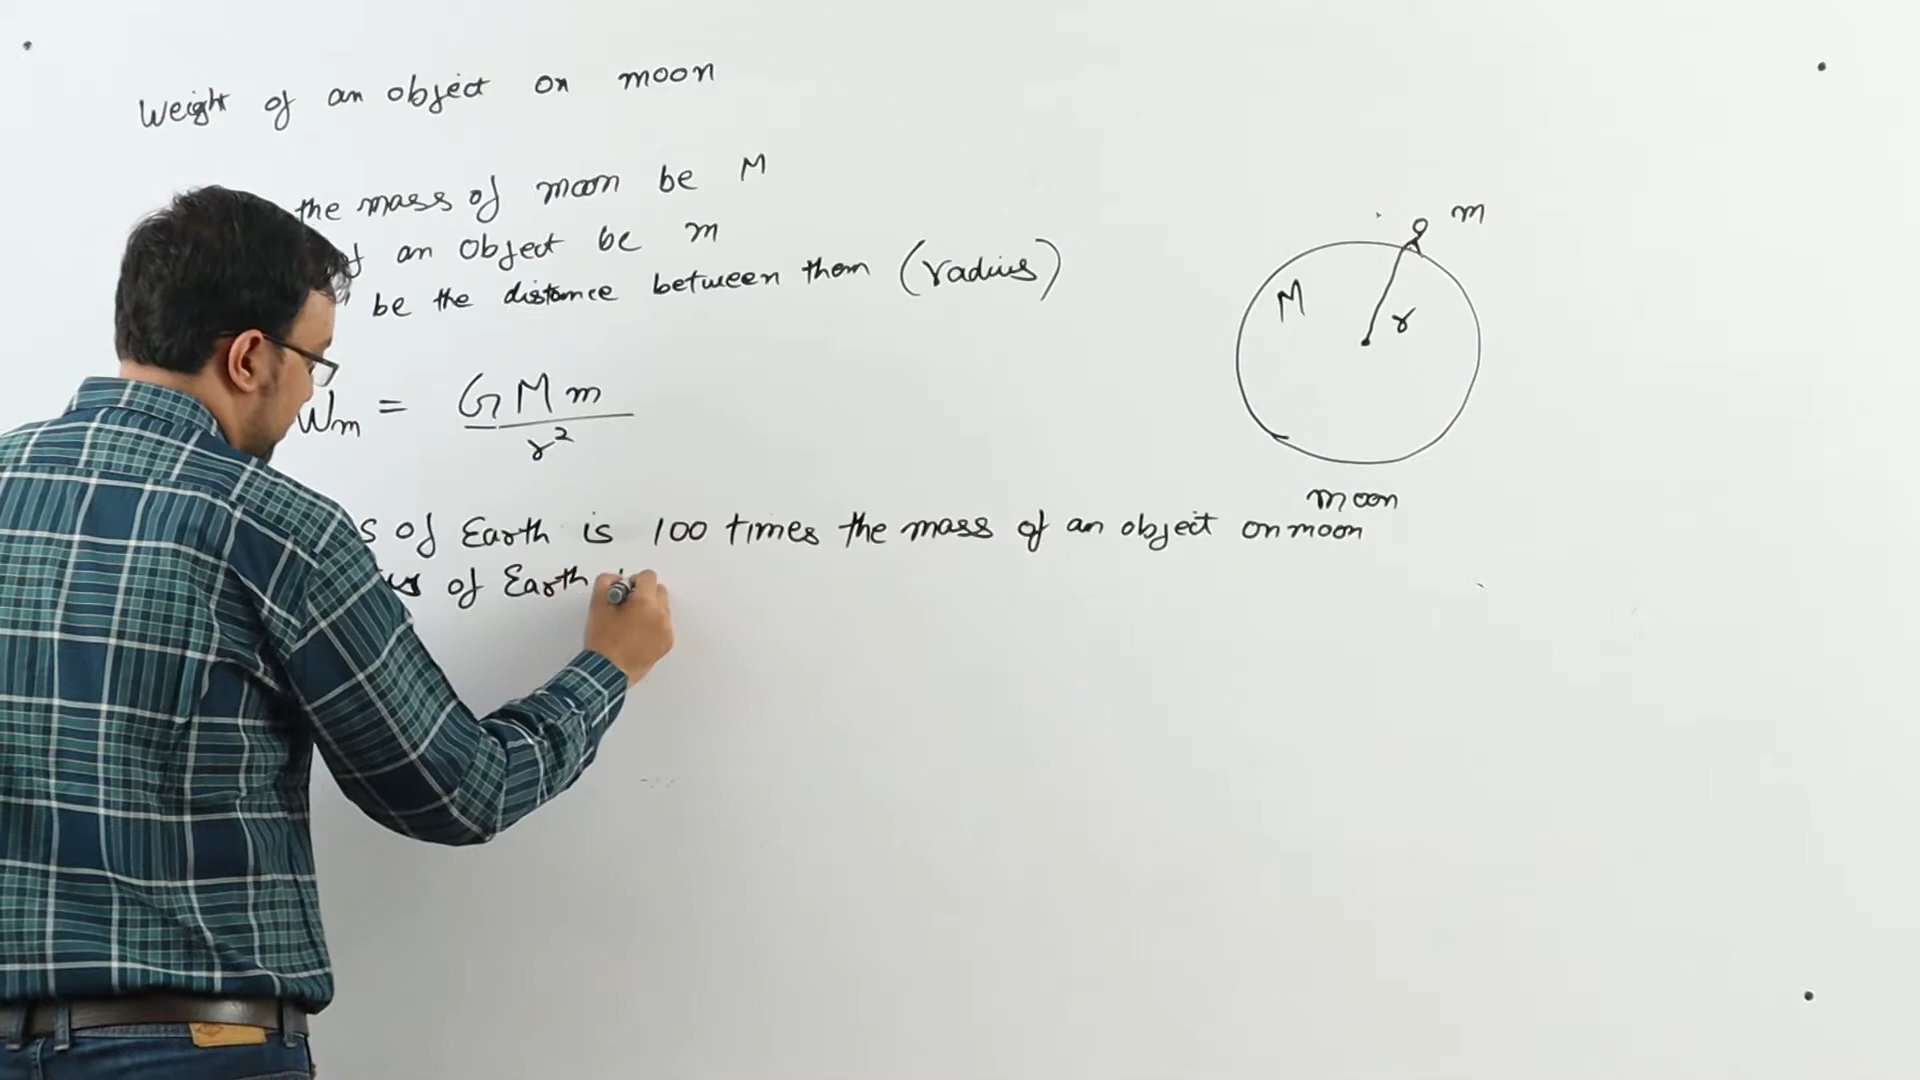 Weight of an object on moon
the mass of moon be M
an object be m
be the distance between them (radius)
Wm = GMm / r²
of Earth is 100 times the mass of an object on moon
of Earth
m
M
r
moon